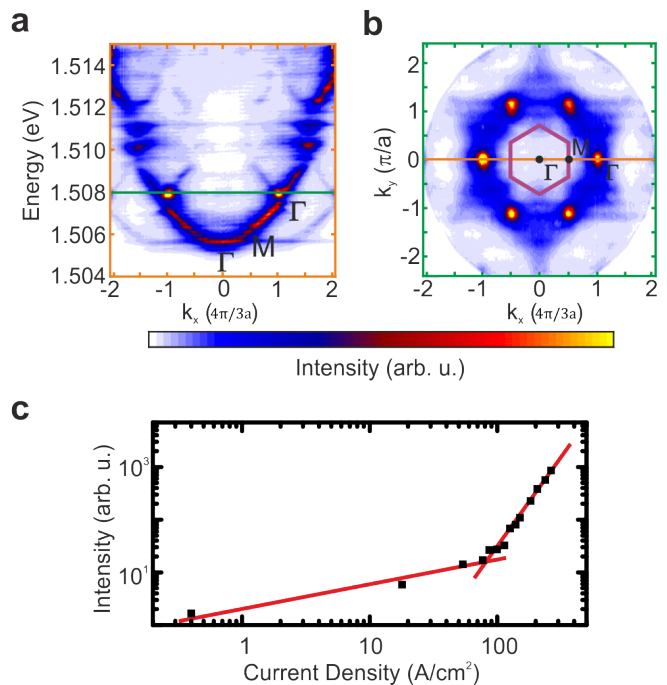 a
b
1.514
1.512
1.510
1.508
1.506
1.504
Energy (eV)
Γ
M
Γ
-2 -1 0 1 2
kx (4π/3a)
2
1
0
-1
-2
ky (π/a)
M
Γ
Γ
-2 -1 0 1 2
kx (4π/3a)
Intensity (arb. u.)
c
10³
10¹
Intensity (arb. u.)
1 10 100
Current Density (A/cm²)